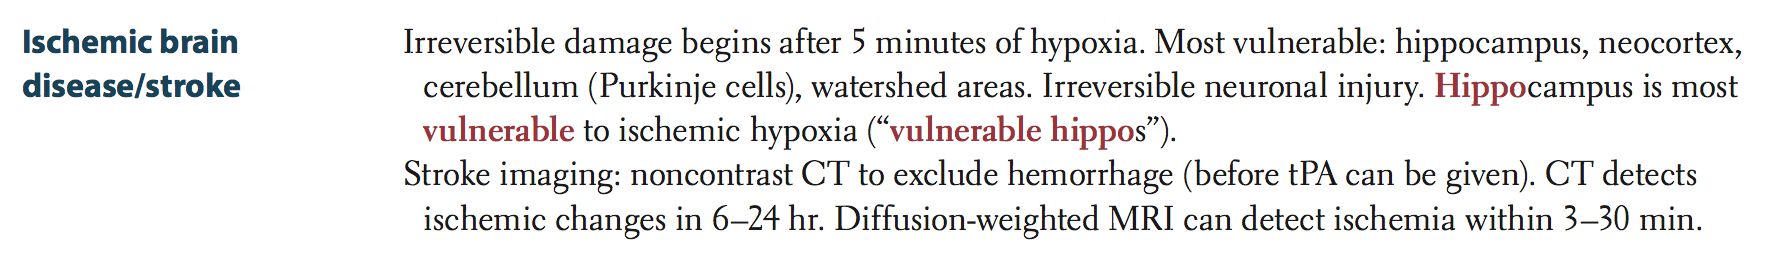 Ischemic brain
disease/stroke
Irreversible damage begins after 5 minutes of hypoxia. Most vulnerable: hippocampus, neocortex,
cerebellum (Purkinje cells), watershed areas. Irreversible neuronal injury. Hippocampus is most
vulnerable to ischemic hypoxia (“vulnerable hippos”).
Stroke imaging: noncontrast CT to exclude hemorrhage (before tPA can be given). CT detects
ischemic changes in 6–24 hr. Diffusion-weighted MRI can detect ischemia within 3–30 min.